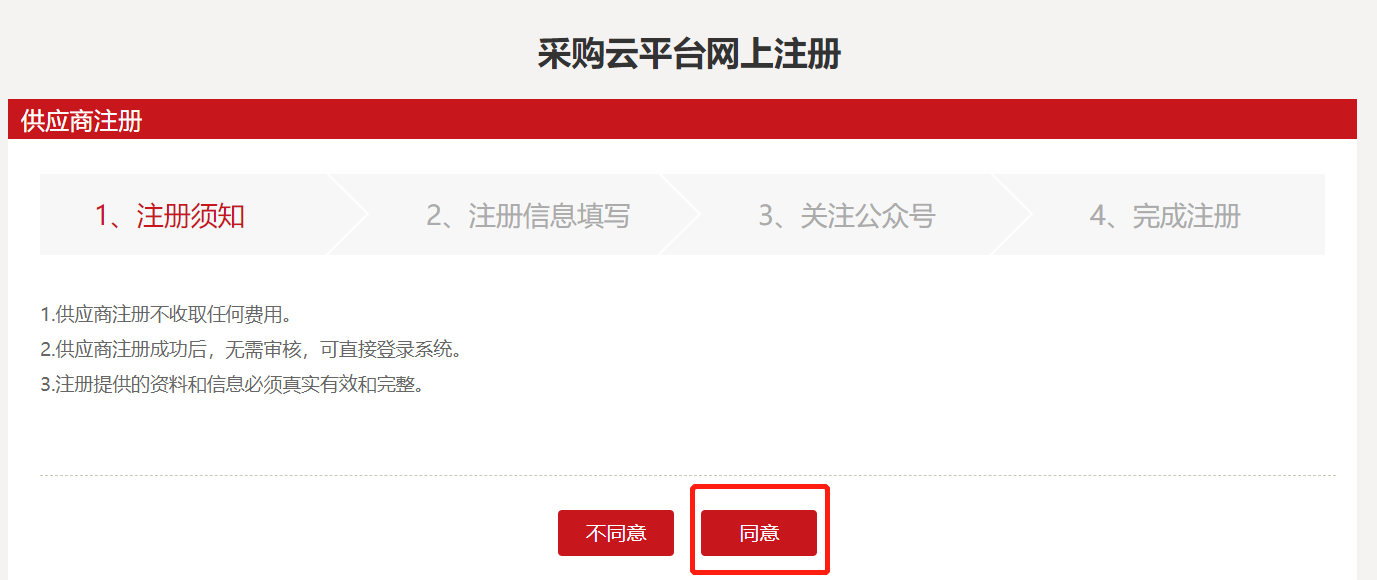 采购云平台网上注册
供应商注册
1、注册须知
2、注册信息填写
3、关注公众号
4、完成注册
1.供应商注册不收取任何费用。
2.供应商注册成功后，无需审核，可直接登录系统。
3.注册提供的资料和信息必须真实有效和完整。
不同意
同意